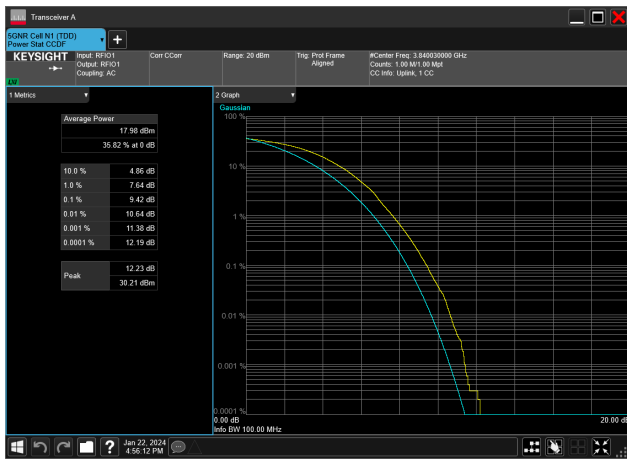 Transceiver A
5GNR Cell N1 (TDD)
Power Stat CCDF
+
KEYSIGHT
Input: RFIO1
Output: RFIO1
Coupling: AC
Corr CCorr
Range: 20 dBm
Trig: Prot Frame
Aligned
#Center Freq: 3.840030000 GHz
Counts: 1.00 M/1.00 Mpt
CC Info: Uplink, 1 CC
1 Metrics
Average Power
17.98 dBm
35.82 % at 0 dB
10.0 % 4.86 dB
1.0 % 7.64 dB
0.1 % 9.42 dB
0.01 % 10.64 dB
0.001 % 11.38 dB
0.0001 % 12.19 dB
Peak
12.23 dB
30.21 dBm
2 Graph
Gaussian
100 %
10 %
1 %
0.1 %
0.01 %
0.001 %
0.0001 %
0.00 dB
20.00 dB
Info BW 100.00 MHz
?
Jan 22, 2024
4:56:12 PM